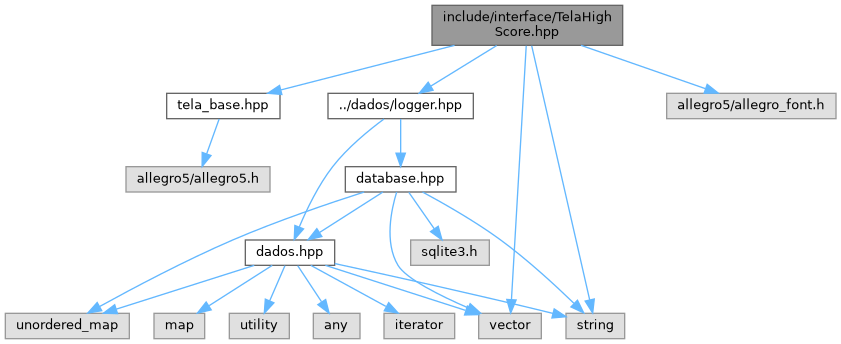 include/interface/TelaHigh
Score.hpp
tela_base.hpp
../dados/logger.hpp
allegro5/allegro_font.h
allegro5/allegro5.h
database.hpp
dados.hpp
sqlite3.h
unordered_map
map
utility
any
iterator
vector
string